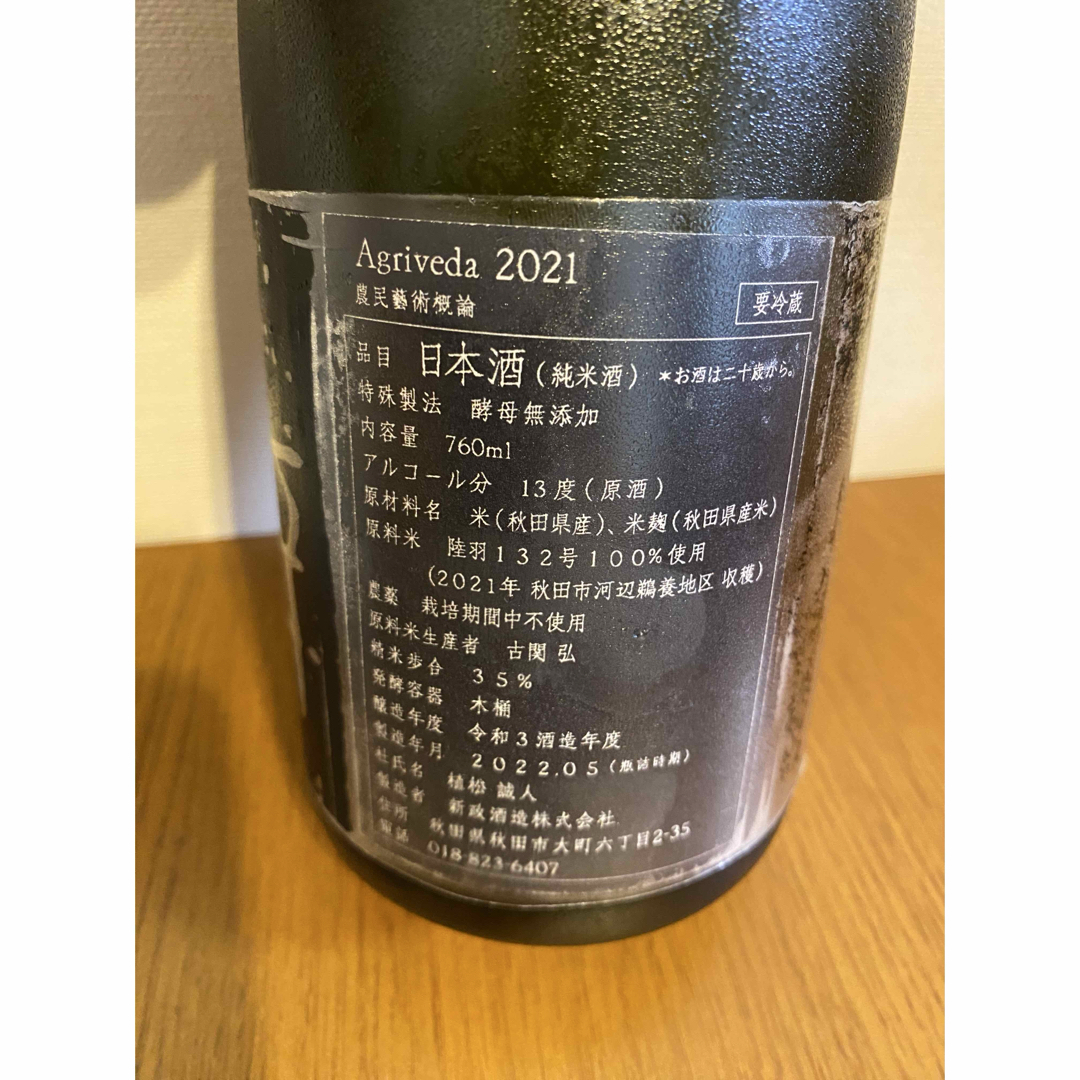 Agriveda 2021
農民藝術概論
要冷蔵
品目 日本酒(純米酒) *お酒は二十歳から。
特殊製法 酵母無添加
内容量 760ml
アルコール分 13度(原酒)
原材料名 米(秋田県産)、米麹(秋田県産米)
原料米 陸羽132号100%使用
(2021年 秋田市河辺鵜養地区 収穫)
農薬 栽培期間中不使用
原料米生産者 古関 弘
精米歩合 35%
発酵容器 木桶
醸造年度 令和3酒造年度
製造年月 2022.05(瓶詰時期)
杜氏名 植松 誠人
製造者 新政酒造株式会社
住所 秋田県秋田市大町六丁目2-35
電話 018-823-6407